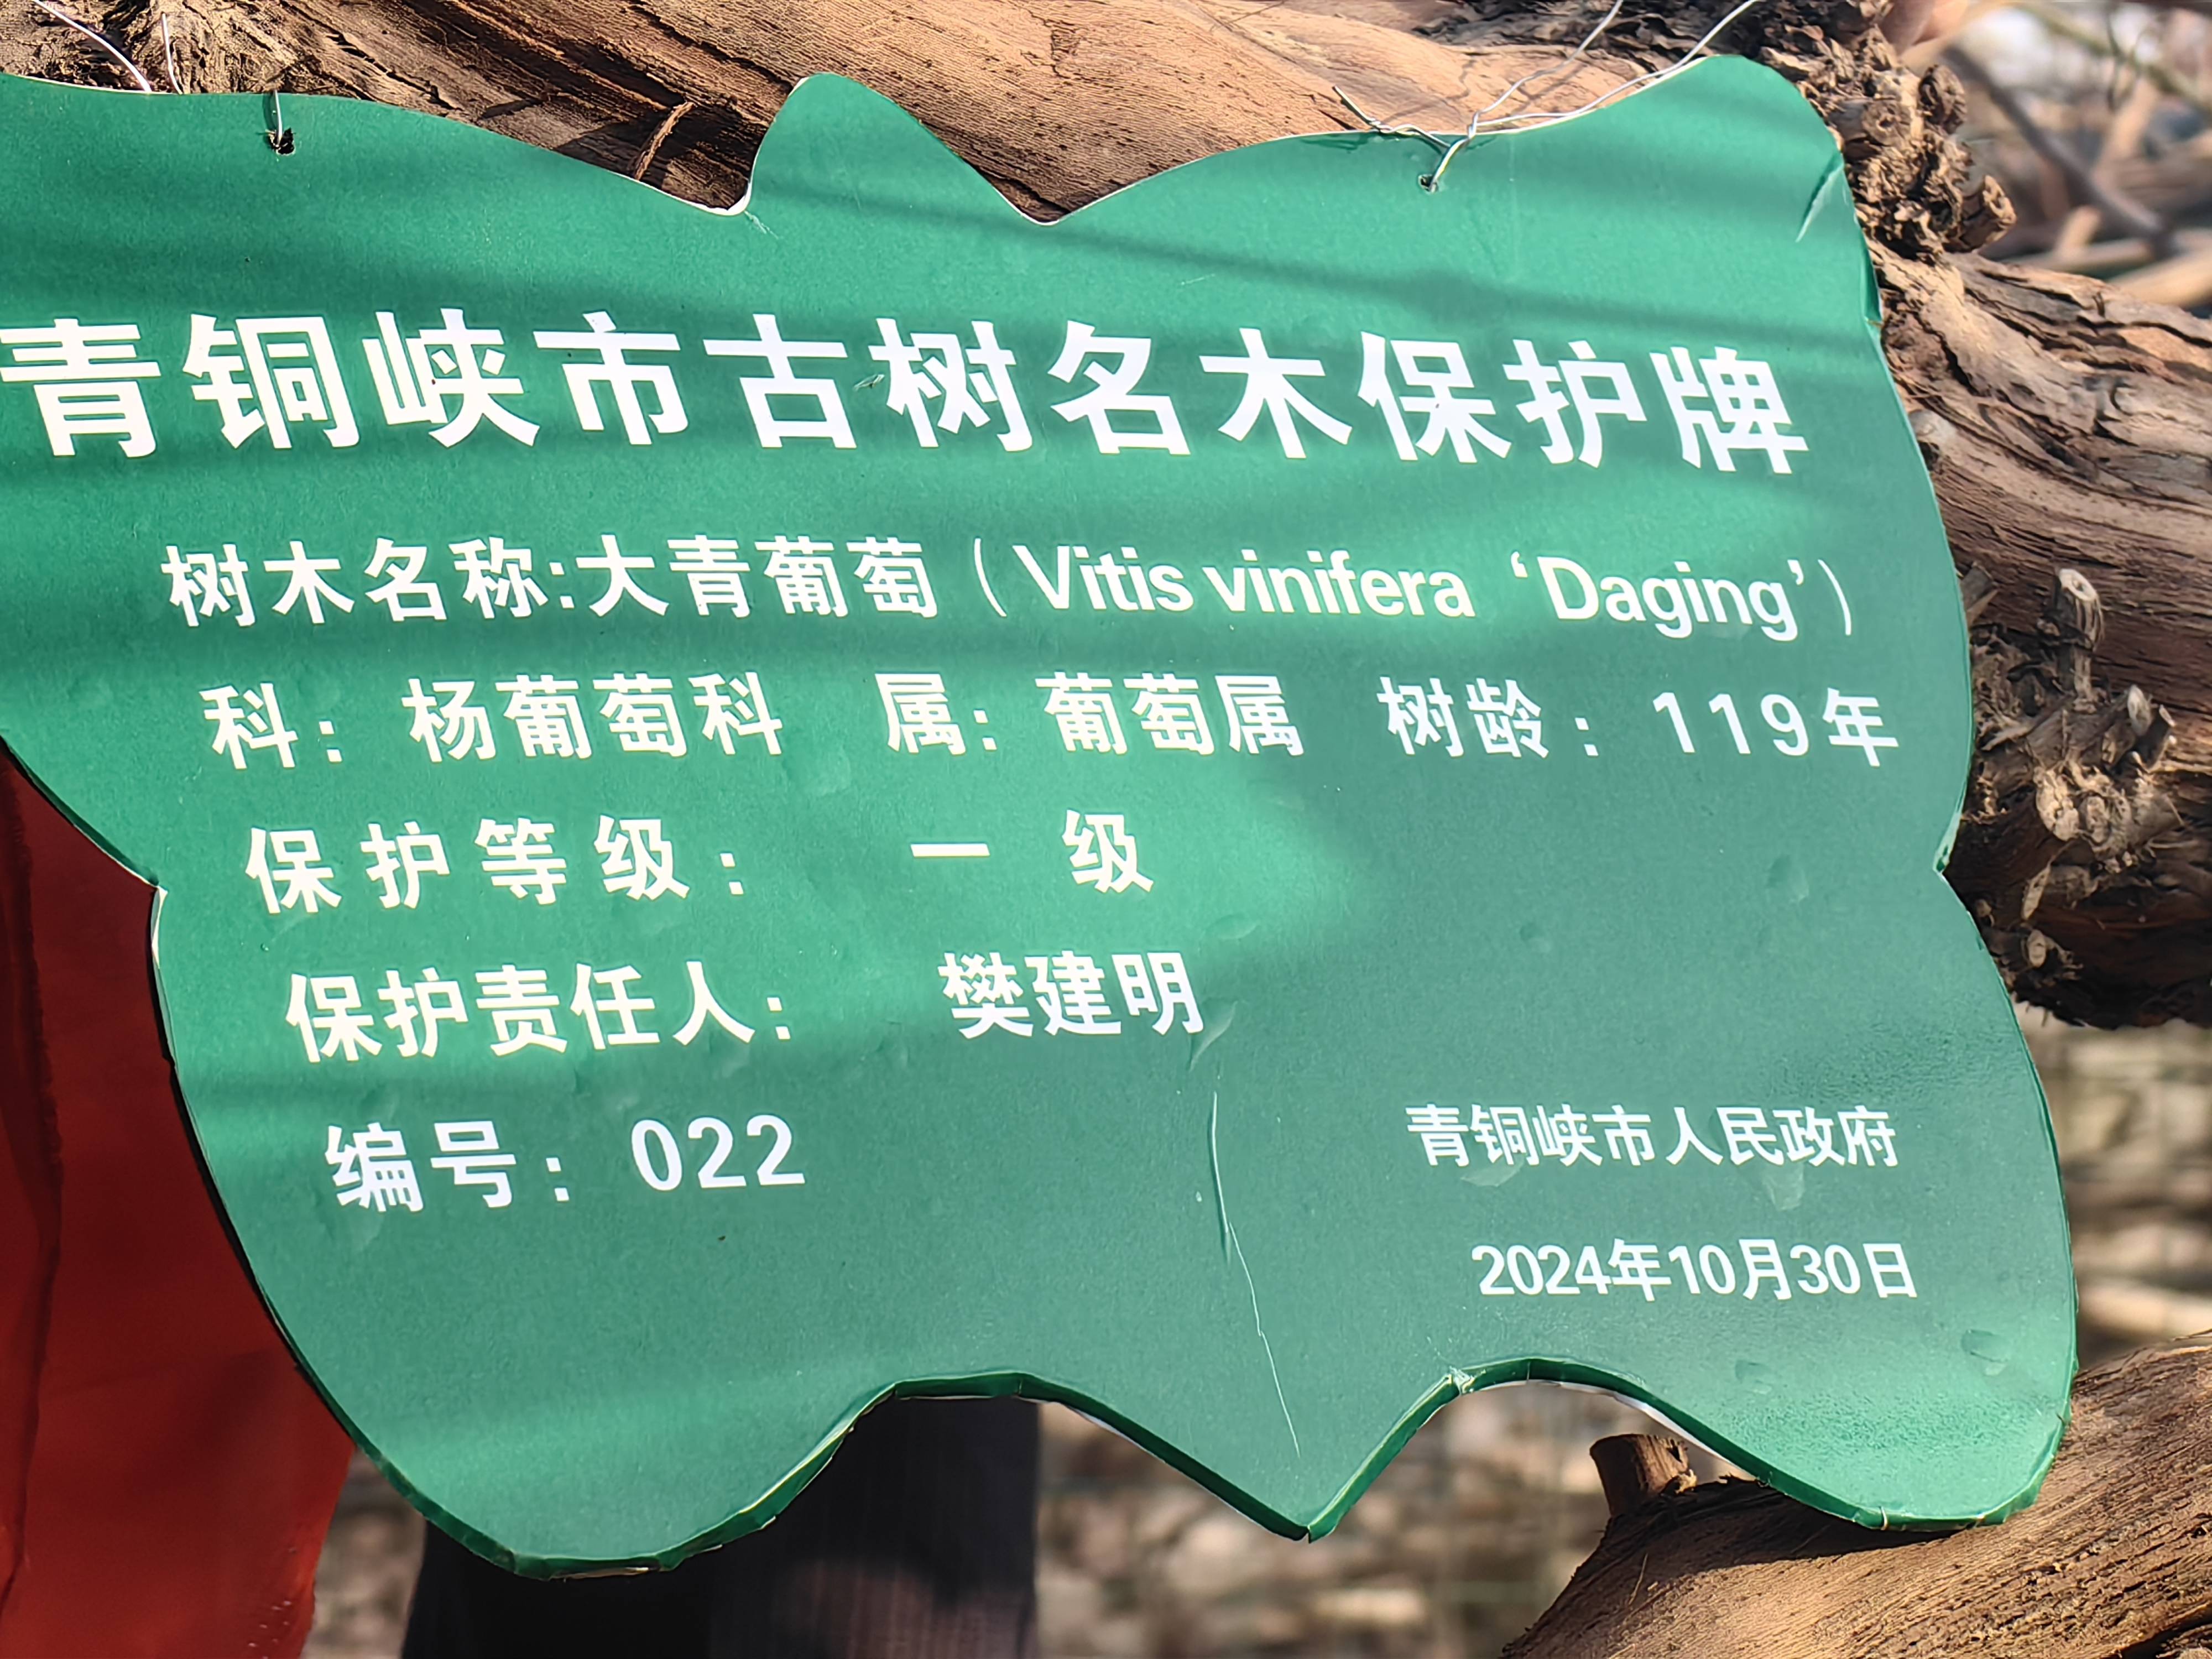 青铜峡市古树名木保护牌
树木名称:大青葡萄（Vitis vinifera ‘Daging’）
科：杨葡萄科 属：葡萄属 树龄：119年
保护等级： 一 级
保护责任人： 樊建明
编号：022
青铜峡市人民政府
2024年10月30日